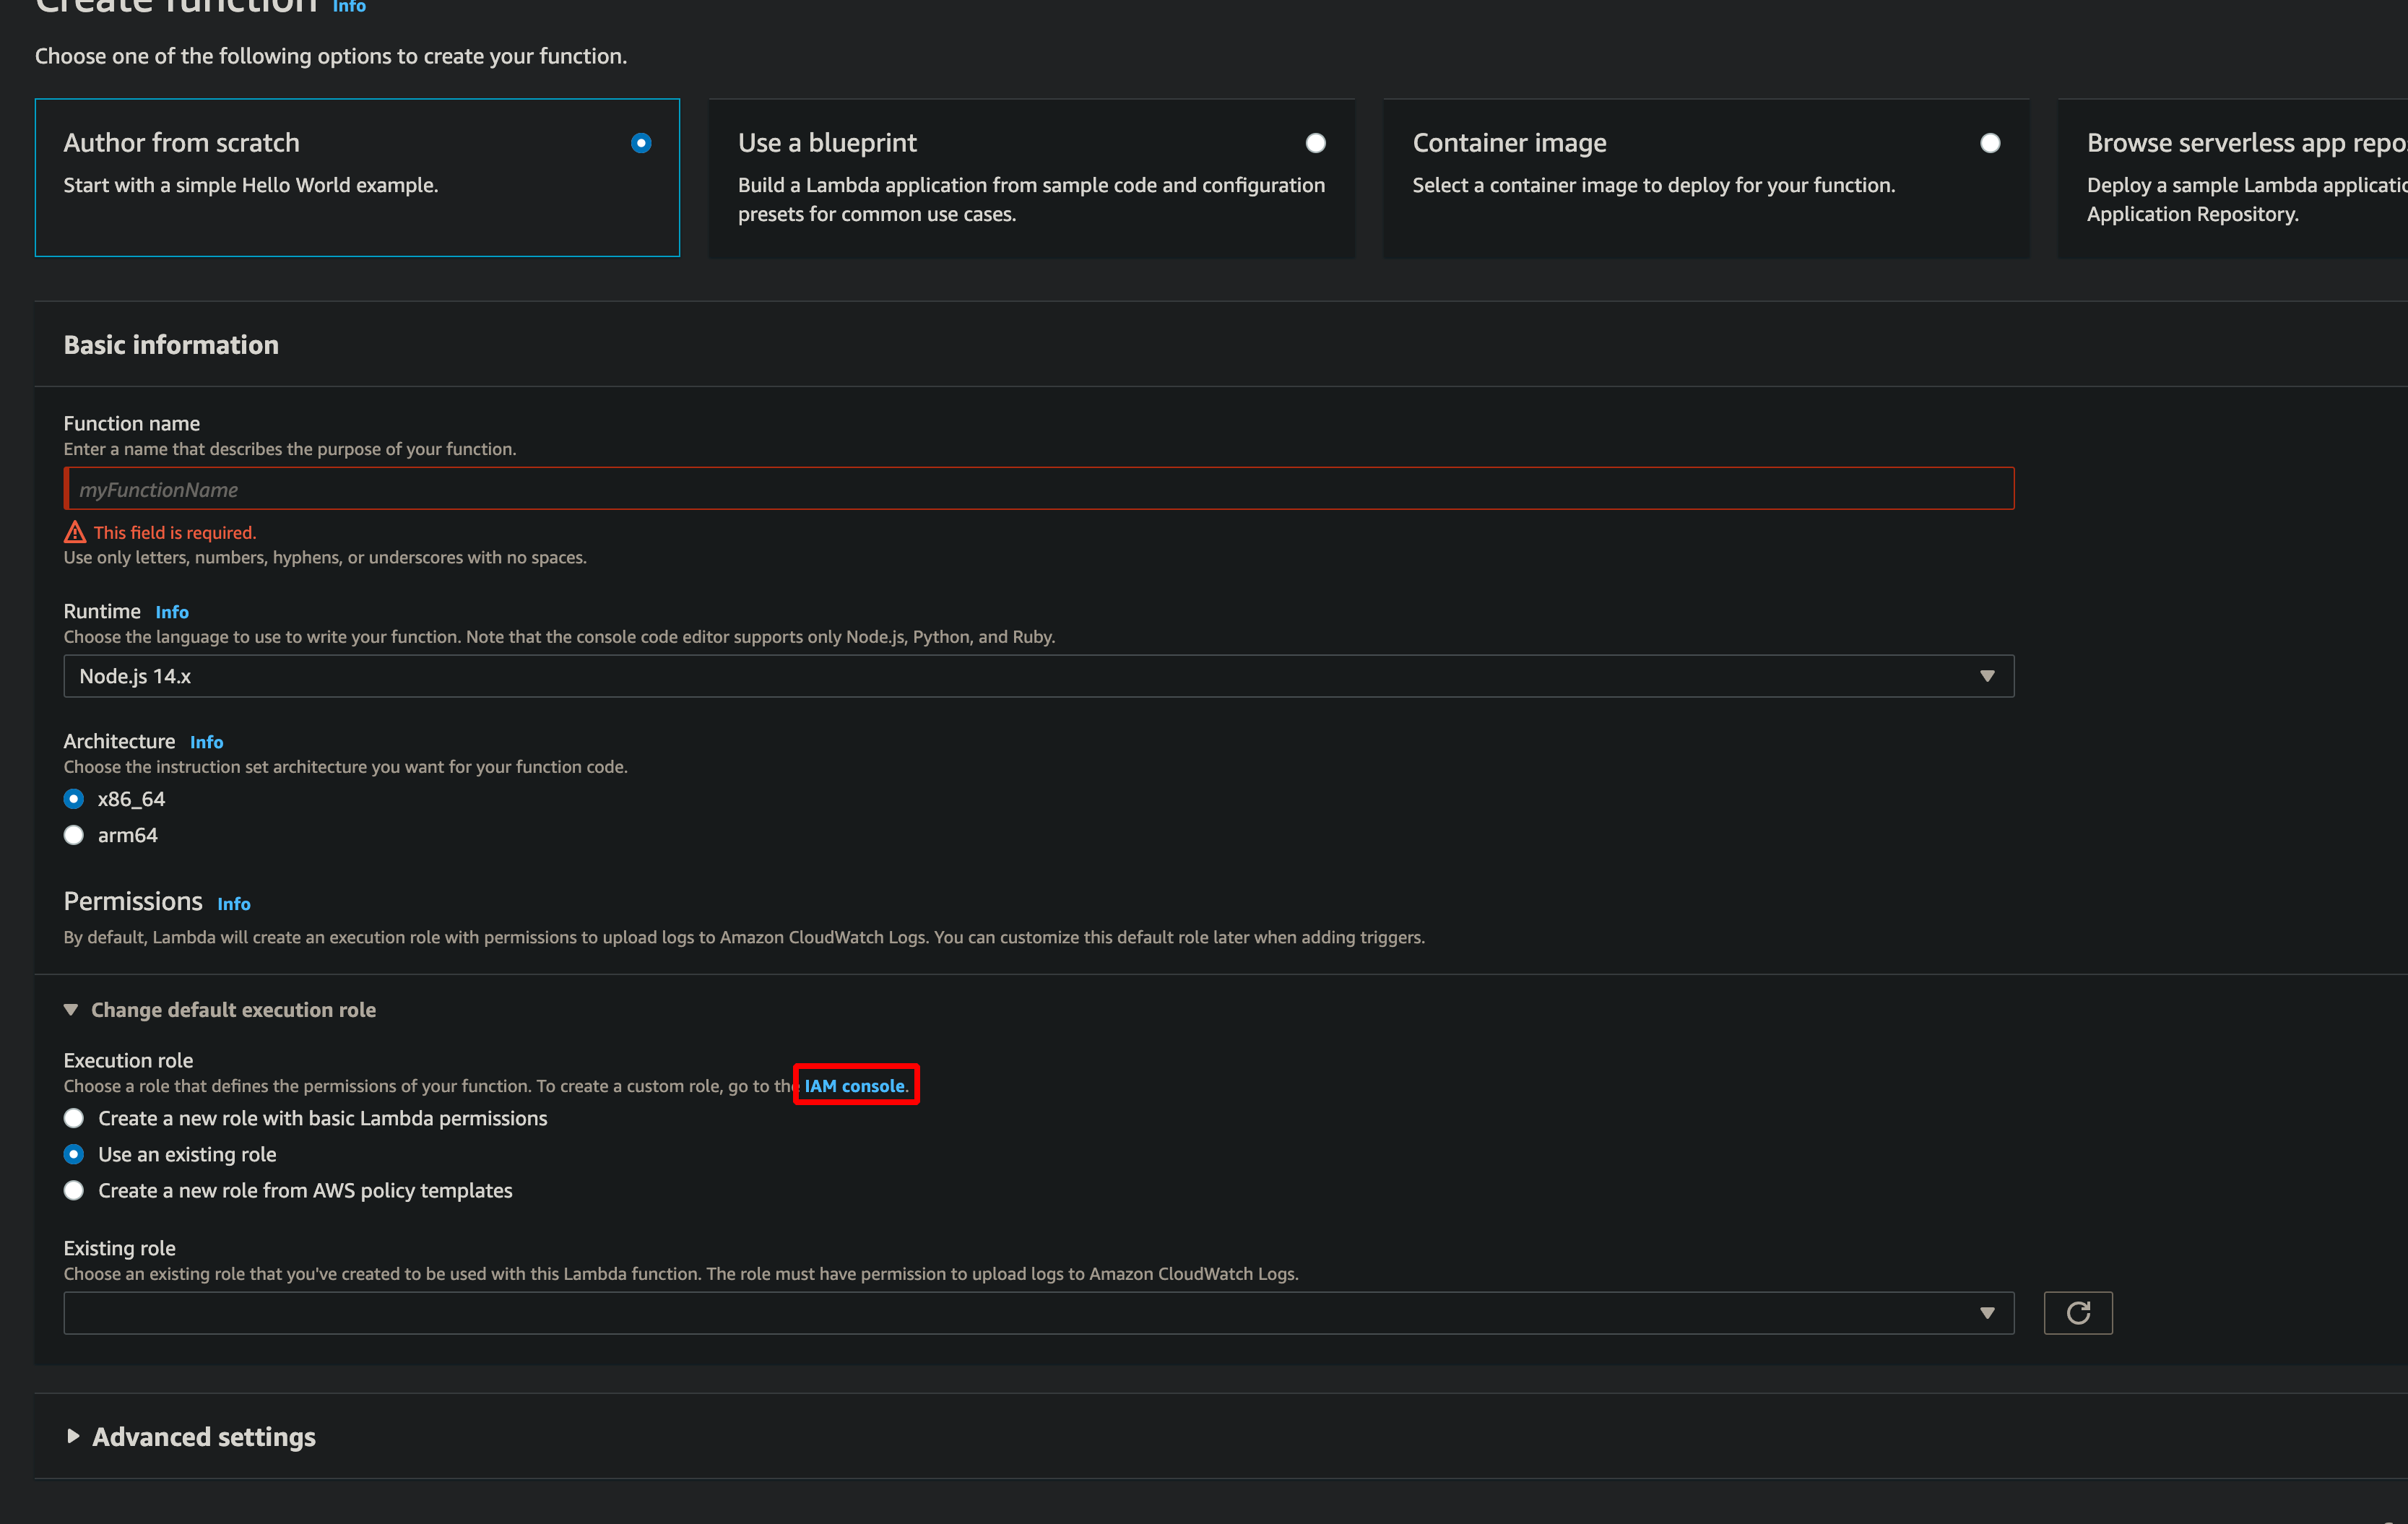 Create function Info
Choose one of the following options to create your function.
Author from scratch
Start with a simple Hello World example.
Use a blueprint
Build a Lambda application from sample code and configuration
presets for common use cases.
Container image
Select a container image to deploy for your function.
Browse serverless app repo
Deploy a sample Lambda applicatio
Application Repository.
Basic information
Function name
Enter a name that describes the purpose of your function.
myFunctionName
This field is required.
Use only letters, numbers, hyphens, or underscores with no spaces.
Runtime Info
Choose the language to use to write your function. Note that the console code editor supports only Node.js, Python, and Ruby.
Node.js 14.x
Architecture Info
Choose the instruction set architecture you want for your function code.
x86_64
arm64
Permissions Info
By default, Lambda will create an execution role with permissions to upload logs to Amazon CloudWatch Logs. You can customize this default role later when adding triggers.
Change default execution role
Execution role
Choose a role that defines the permissions of your function. To create a custom role, go to the IAM console.
Create a new role with basic Lambda permissions
Use an existing role
Create a new role from AWS policy templates
Existing role
Choose an existing role that you've created to be used with this Lambda function. The role must have permission to upload logs to Amazon CloudWatch Logs.
Advanced settings